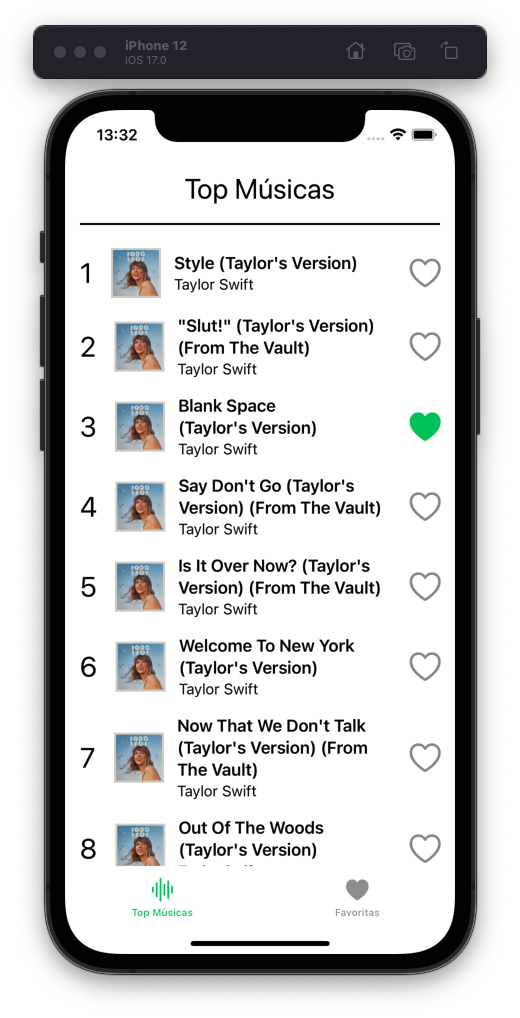 iPhone 12
iOS 17.0
13:32
Top Músicas
1
Style (Taylor's Version)
Taylor Swift
2
"Slut!" (Taylor's Version)
(From The Vault)
Taylor Swift
3
Blank Space
(Taylor's Version)
Taylor Swift
4
Say Don't Go (Taylor's
Version) (From The Vault)
Taylor Swift
5
Is It Over Now? (Taylor's
Version) (From The Vault)
Taylor Swift
6
Welcome To New York
(Taylor's Version)
Taylor Swift
7
Now That We Don't Talk
(Taylor's Version) (From
The Vault)
Taylor Swift
8
Out Of The Woods
(Taylor's Version)
Top Músicas
Favoritas